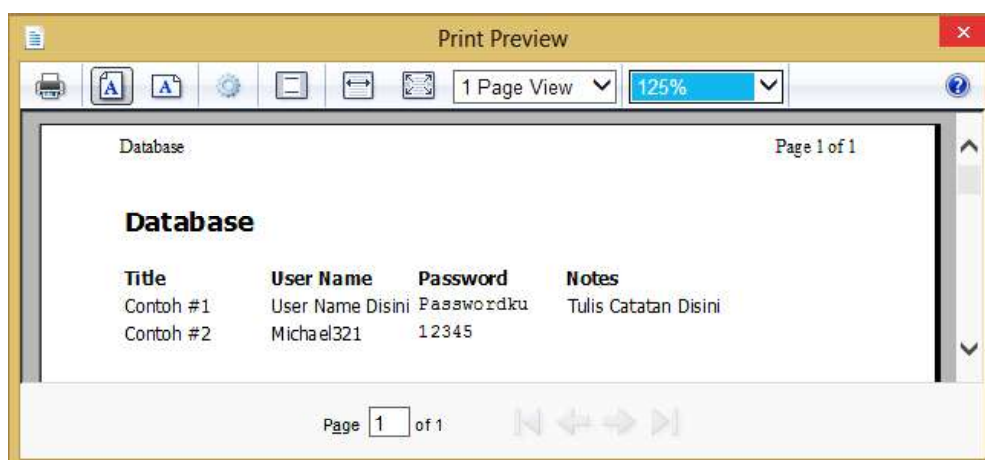 Print Preview
1 Page View 125%
Database Page 1 of 1
Database
Title User Name Password Notes
Contoh #1 User Name Disini Passwordku Tulis Catatan Disini
Contoh #2 Michael321 12345
Page 1 of 1